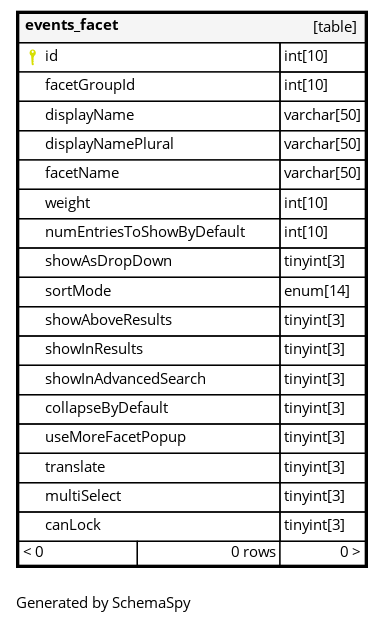 events_facet [table]
id int[10]
facetGroupId int[10]
displayName varchar[50]
displayNamePlural varchar[50]
facetName varchar[50]
weight int[10]
numEntriesToShowByDefault int[10]
showAsDropDown tinyint[3]
sortMode enum[14]
showAboveResults tinyint[3]
showInResults tinyint[3]
showInAdvancedSearch tinyint[3]
collapseByDefault tinyint[3]
useMoreFacetPopup tinyint[3]
translate tinyint[3]
multiSelect tinyint[3]
canLock tinyint[3]
< 0 0 rows 0 >
Generated by SchemaSpy